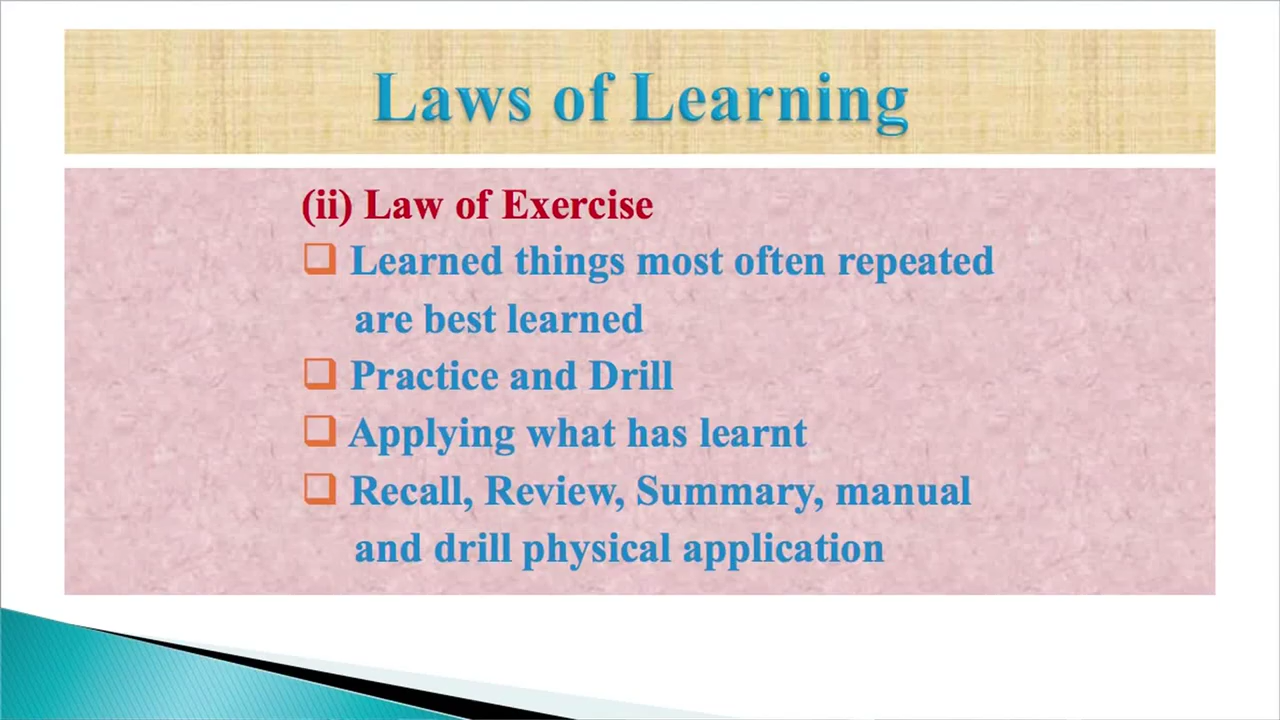 Laws of Learning
(ii) Law of Exercise
❑ Learned things most often repeated
are best learned
❑ Practice and Drill
❑ Applying what has learnt
❑ Recall, Review, Summary, manual
and drill physical application